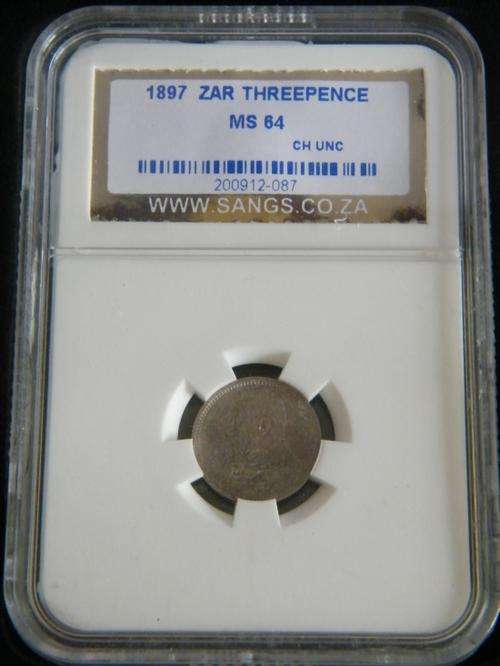 1897 ZAR THREEPENCE
MS 64
CH UNC
200912-087
WWW.SANGS.CO.ZA